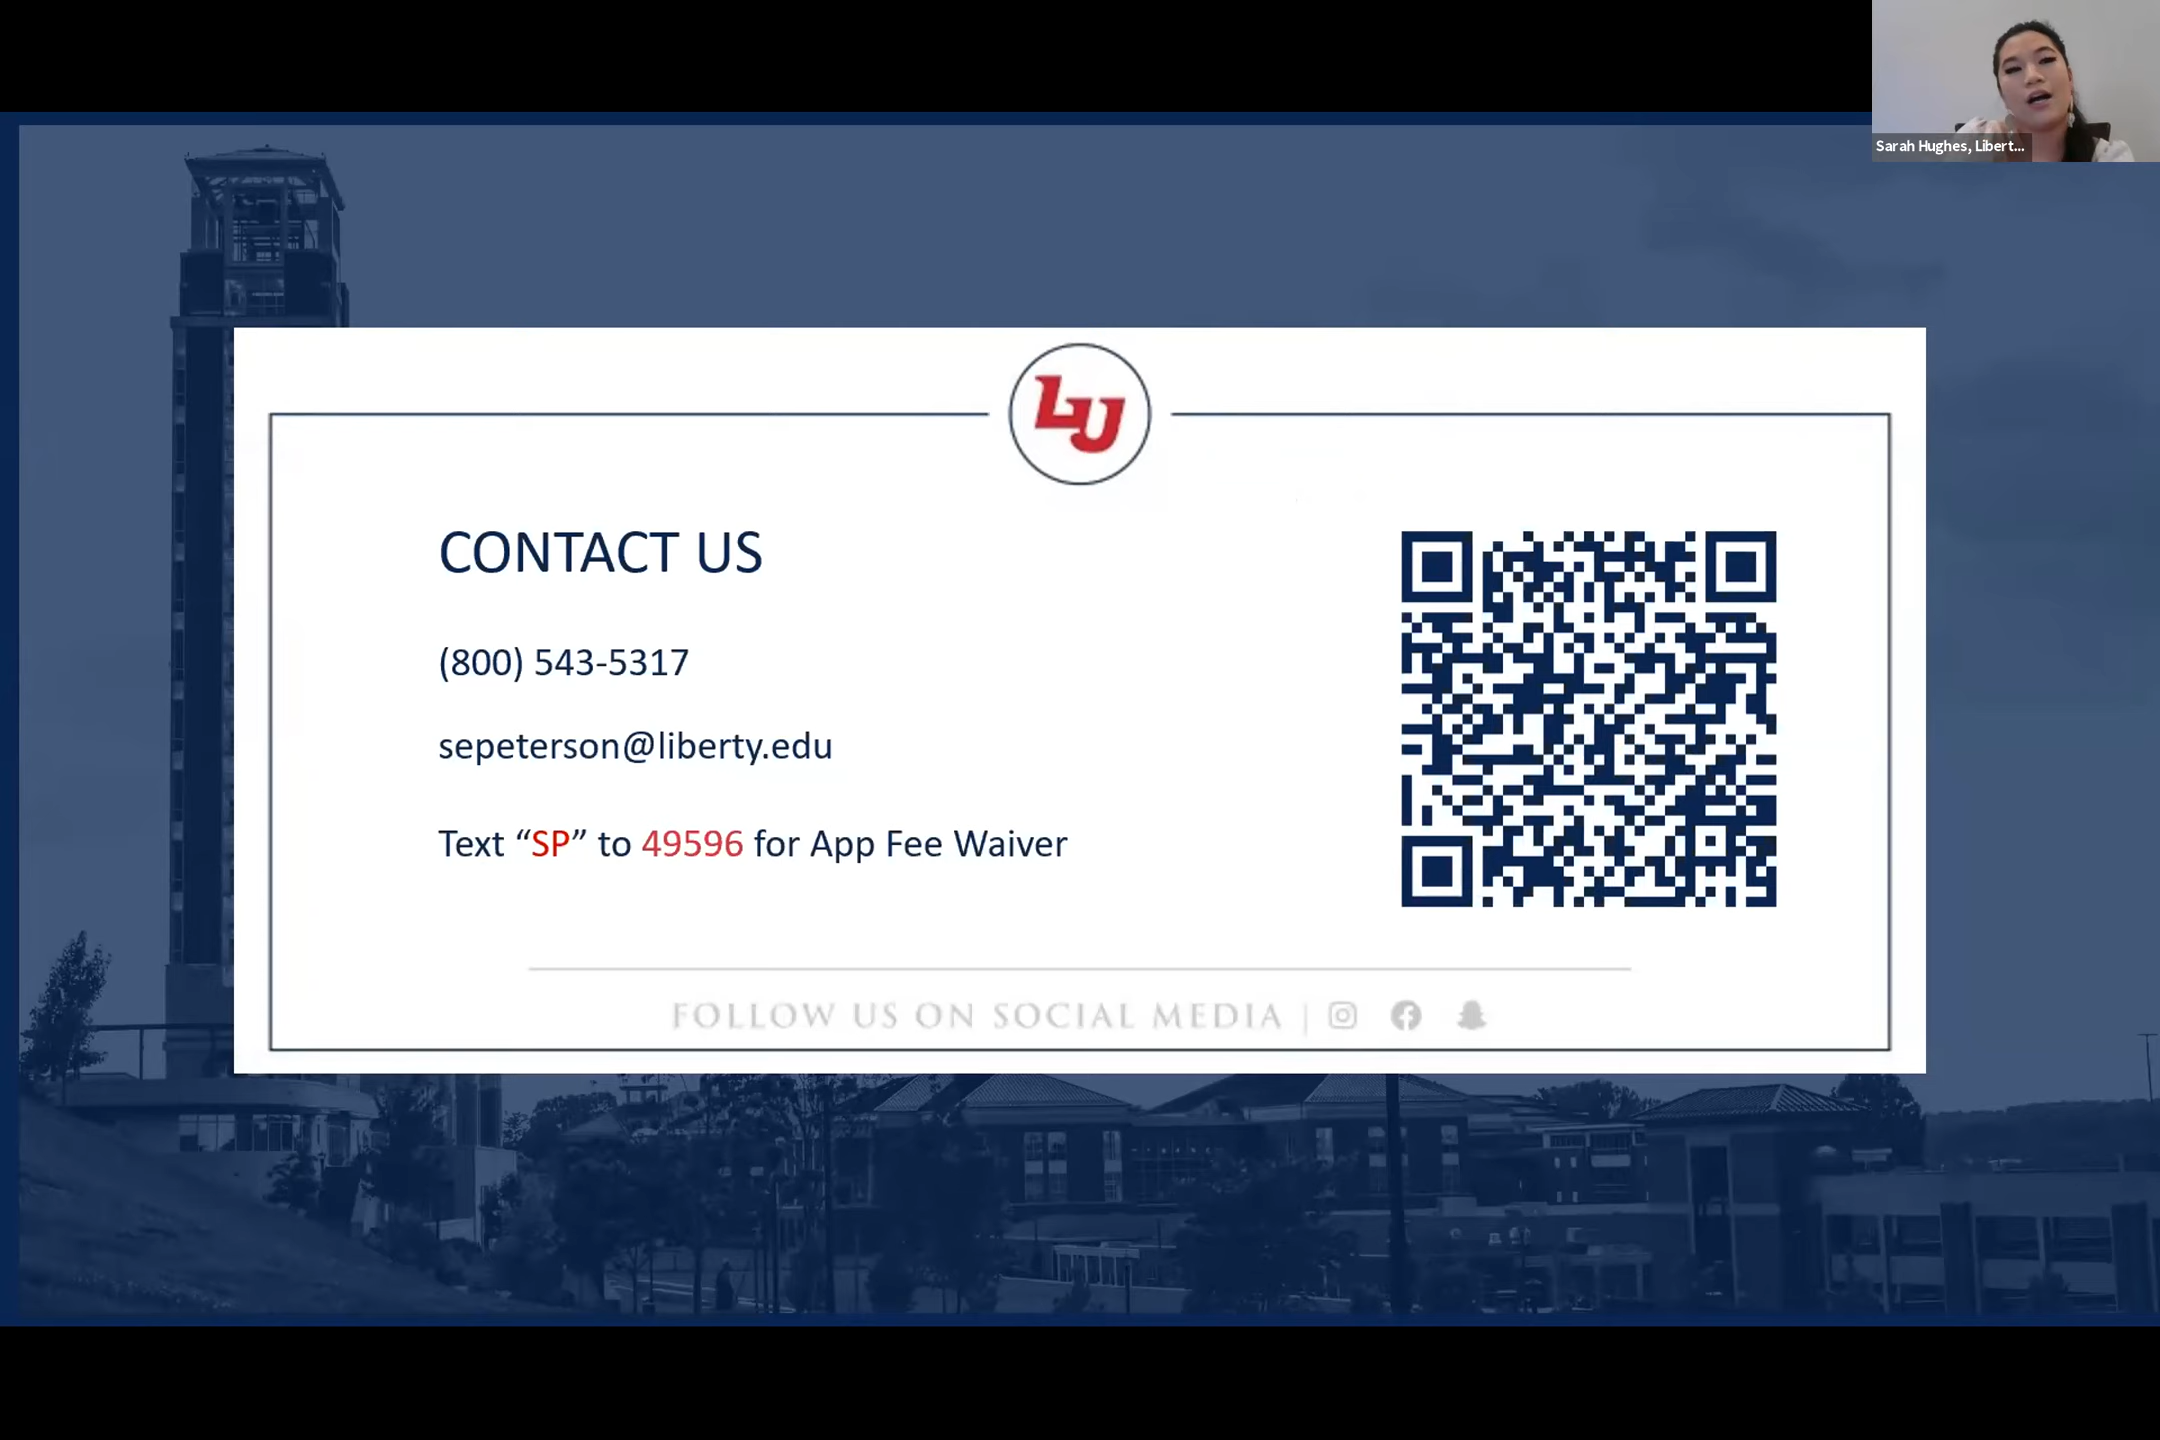 Sarah Hughes, Libert...
LU
CONTACT US
(800) 543-5317
sepeterson@liberty.edu
Text “SP” to 49596 for App Fee Waiver
FOLLOW US ON SOCIAL MEDIA |